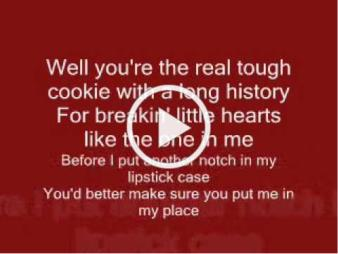 Well you're the real tough
cookie with a long history
For breakin' little hearts
like the one in me
Before I put another notch in my
lipstick case
You'd better make sure you put me in
my place